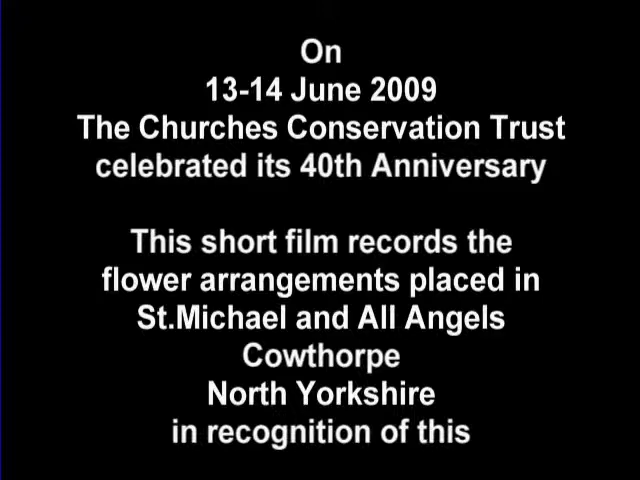 On
13-14 June 2009
The Churches Conservation Trust
celebrated its 40th Anniversary
This short film records the
flower arrangements placed in
St.Michael and All Angels
Cowthorpe
North Yorkshire
in recognition of this